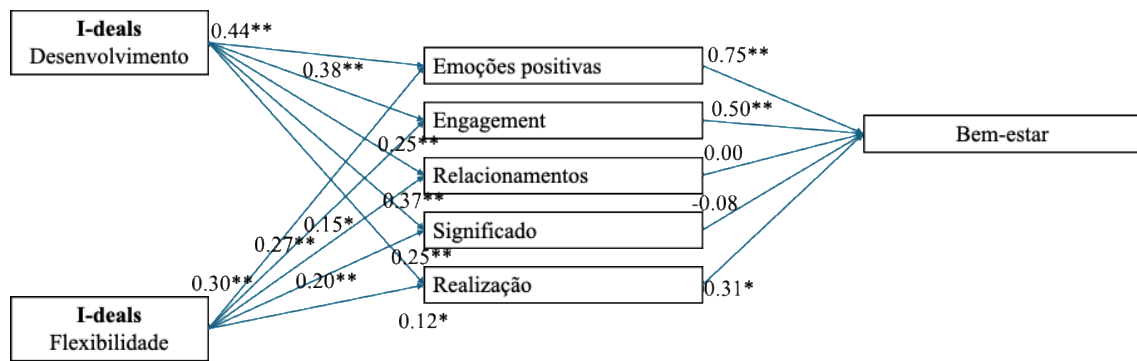 I-deals
Desenvolvimento
0.44**
0.38**
0.25**
0.37**
0.25**
Emoções positivas
Engagement
Relacionamentos
Significado
Realização
0.75**
0.50**
0.00
-0.08
0.31*
Bem-estar
0.15*
0.27**
0.30**
0.20**
0.12*
I-deals
Flexibilidade